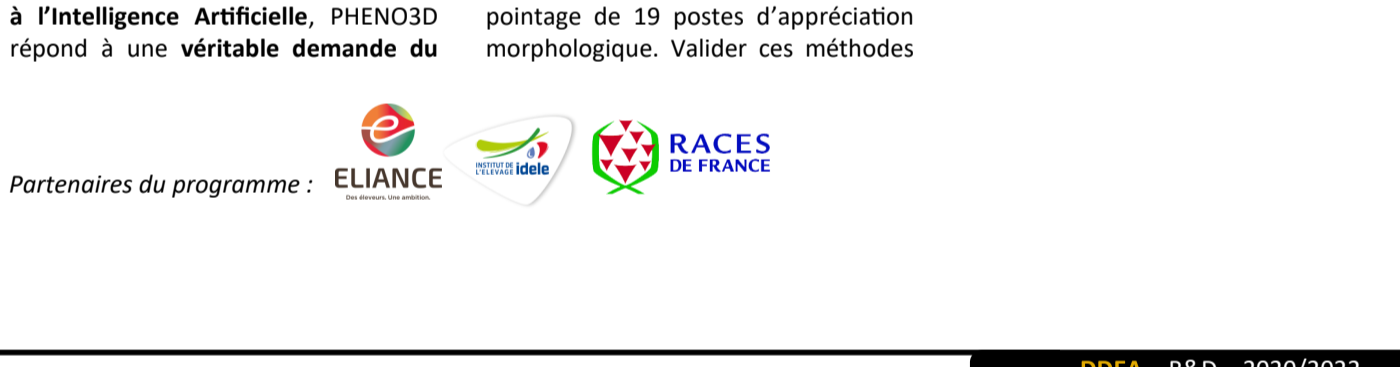 à l’Intelligence Artificielle, PHENO3D
répond à une véritable demande du
pointage de 19 postes d’appréciation
morphologique. Valider ces méthodes
Partenaires du programme :
e
ELIANCE
Des éleveurs. Une ambition.
INSTITUT DE
L'ELEVAGE idele
RACES
DE FRANCE